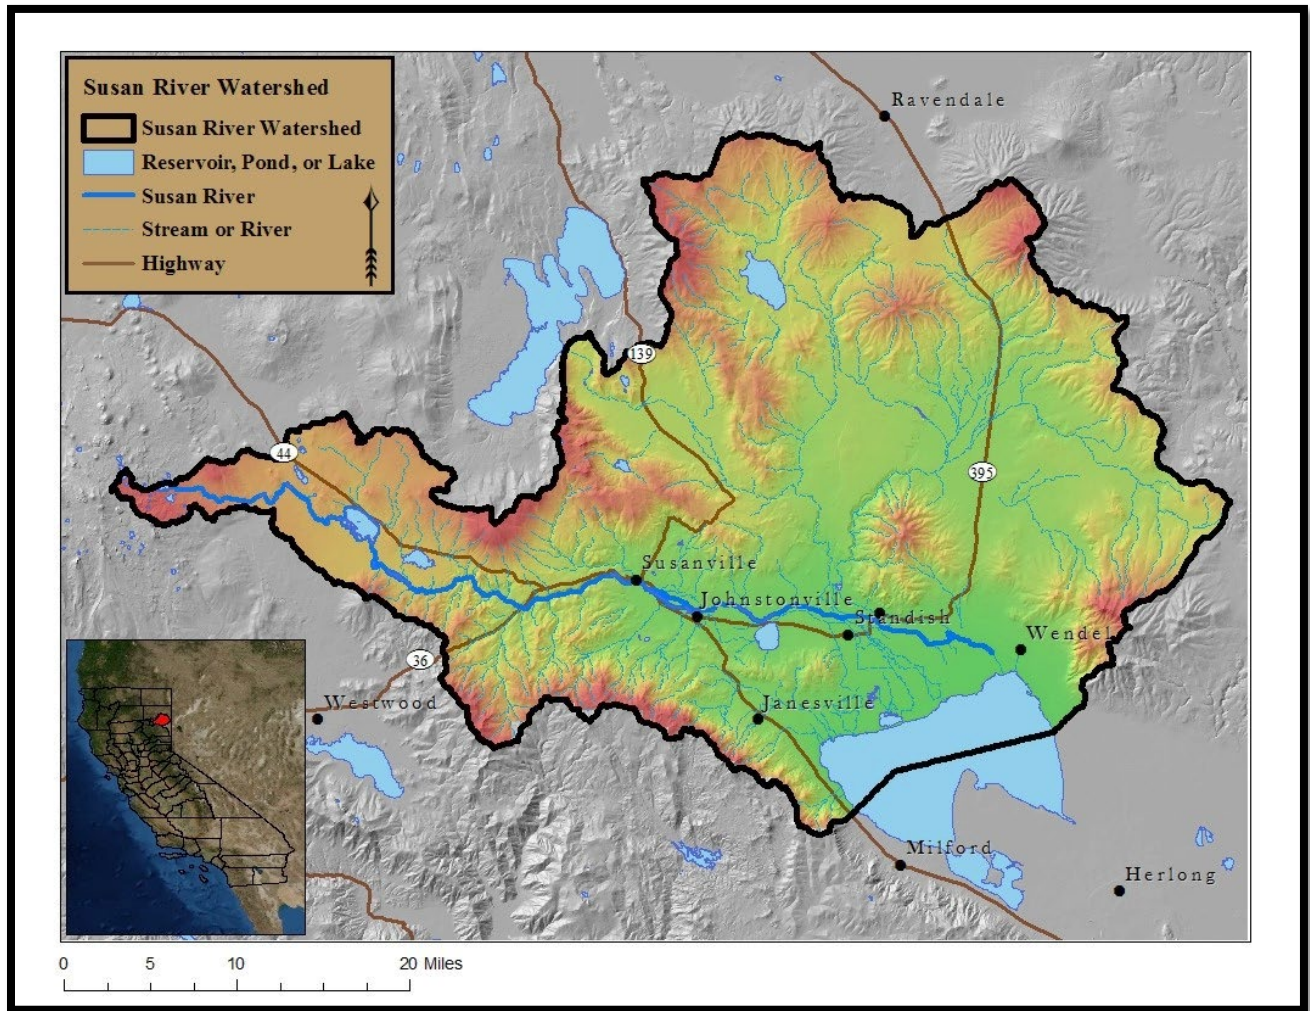 Susan River Watershed
Susan River Watershed
Reservoir, Pond, or Lake
Susan River
Stream or River
Highway
Ravendale
139
44
395
Susanville
Johnstonville
Standish
Wendel
36
Westwood
Janesville
Milford
Herlong
0 5 10 20 Miles